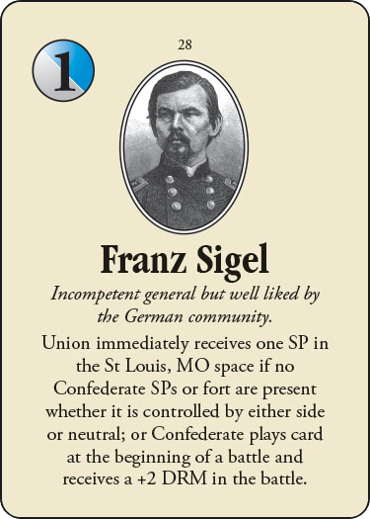 28
1
Franz Sigel
Incompetent general but well liked by
the German community.
Union immediately receives one SP in
the St Louis, MO space if no
Confederate SPs or fort are present
whether it is controlled by either side
or neutral; or Confederate plays card
at the beginning of a battle and
receives a +2 DRM in the battle.